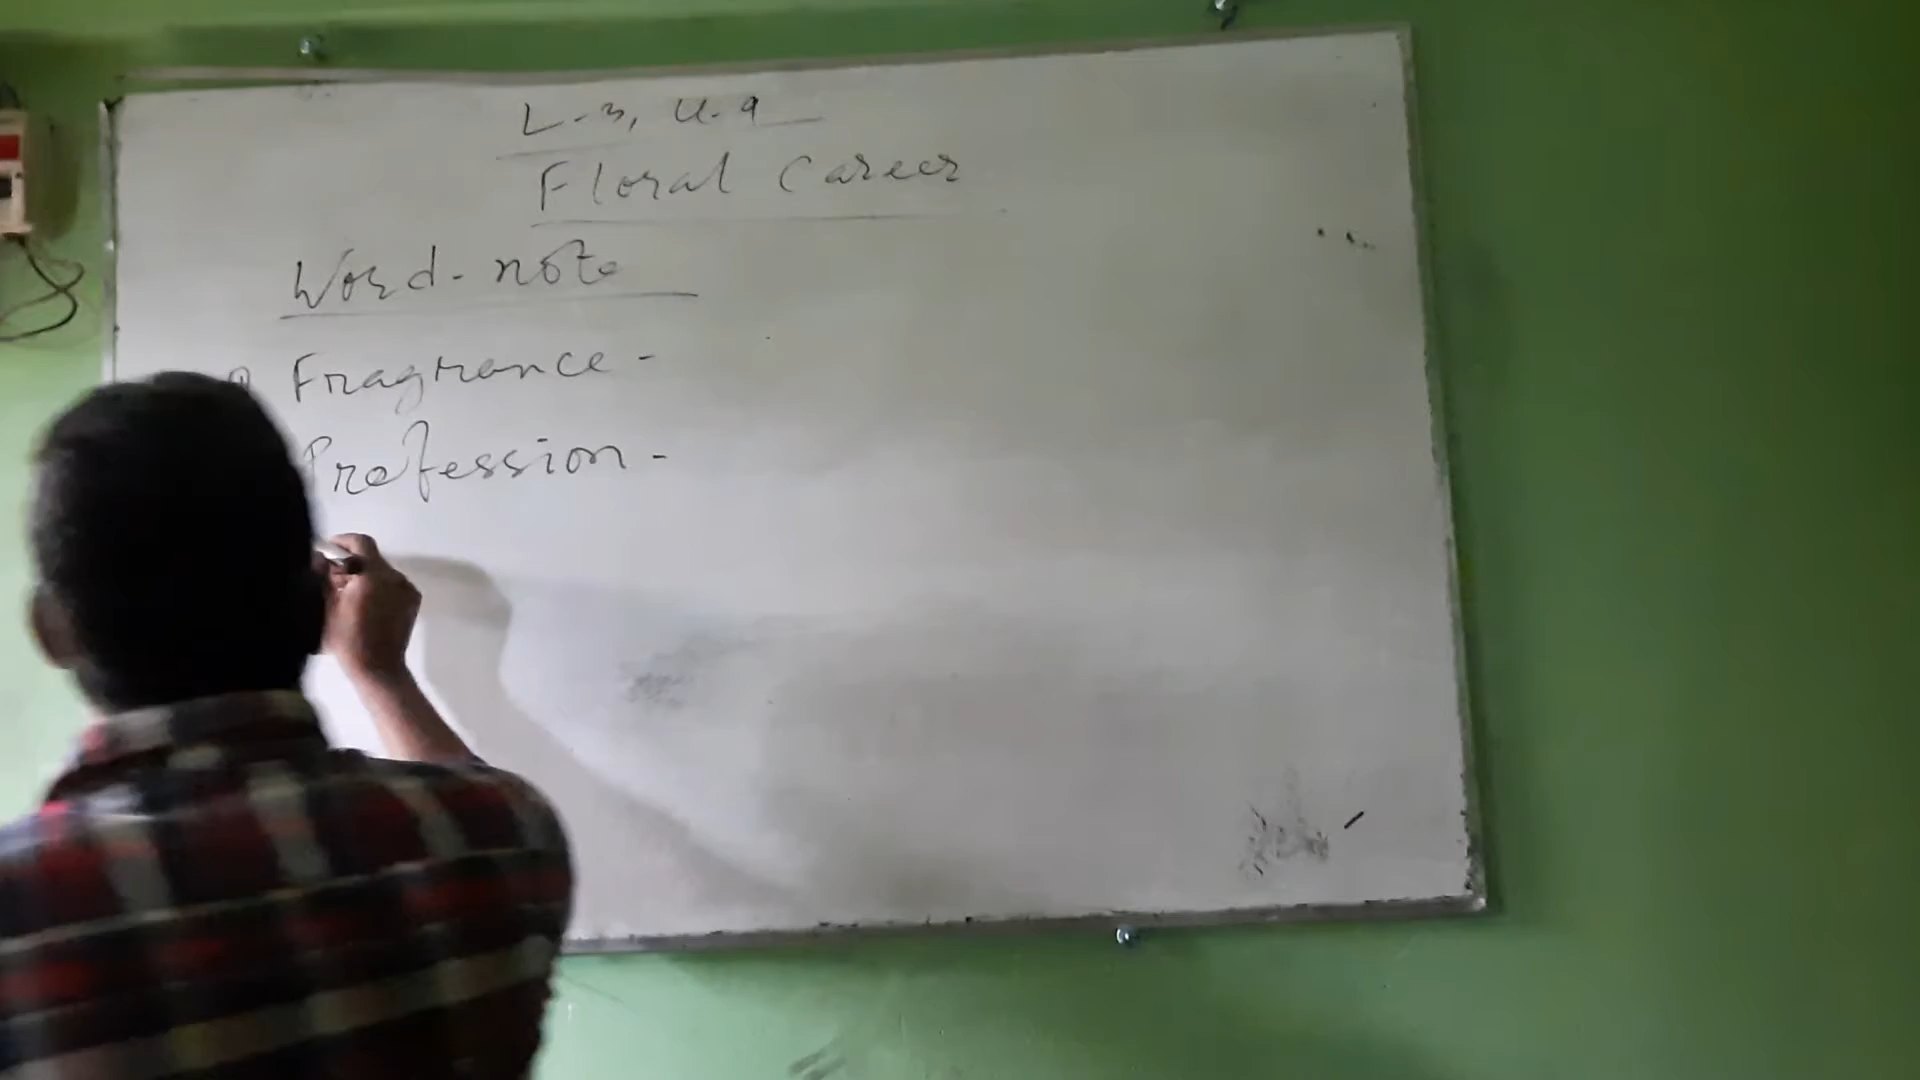 L-3, U-9
Floral Career
Word-note
Fragrance -
Profession -